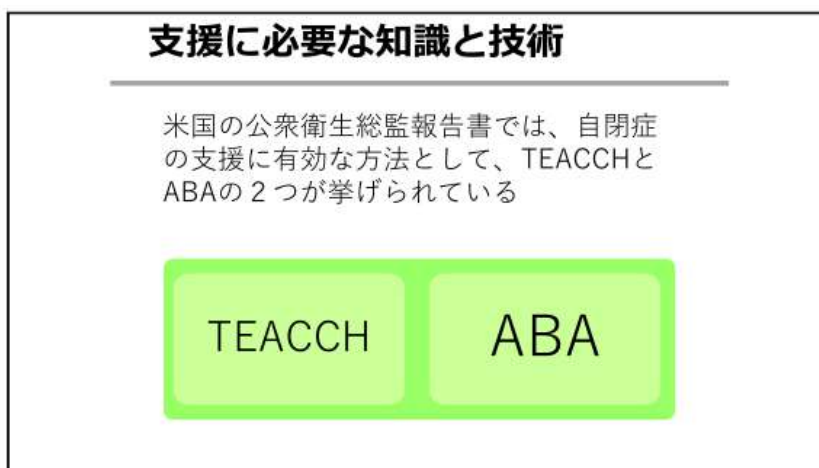 支援に必要な知識と技術
米国の公衆衛生総監報告書では、自閉症
の支援に有効な方法として、TEACCHと
ABAの２つが挙げられている
TEACCH
ABA